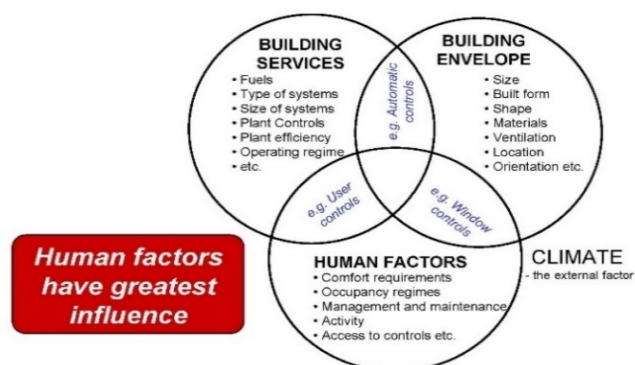 BUILDING
SERVICES
• Fuels
• Type of systems
• Size of systems
• Plant Controls
• Plant efficiency
• Operating regime
• etc.
e.g. Automatic
controls
BUILDING
ENVELOPE
• Size
• Built form
• Shape
• Materials
• Ventilation
• Location
• Orientation etc.
e.g. User
controls
e.g. Window
controls
Human factors
have greatest
influence
HUMAN FACTORS
• Comfort requirements
• Occupancy regimes
• Management and maintenance
• Activity
• Access to controls etc.
CLIMATE
- the external factor